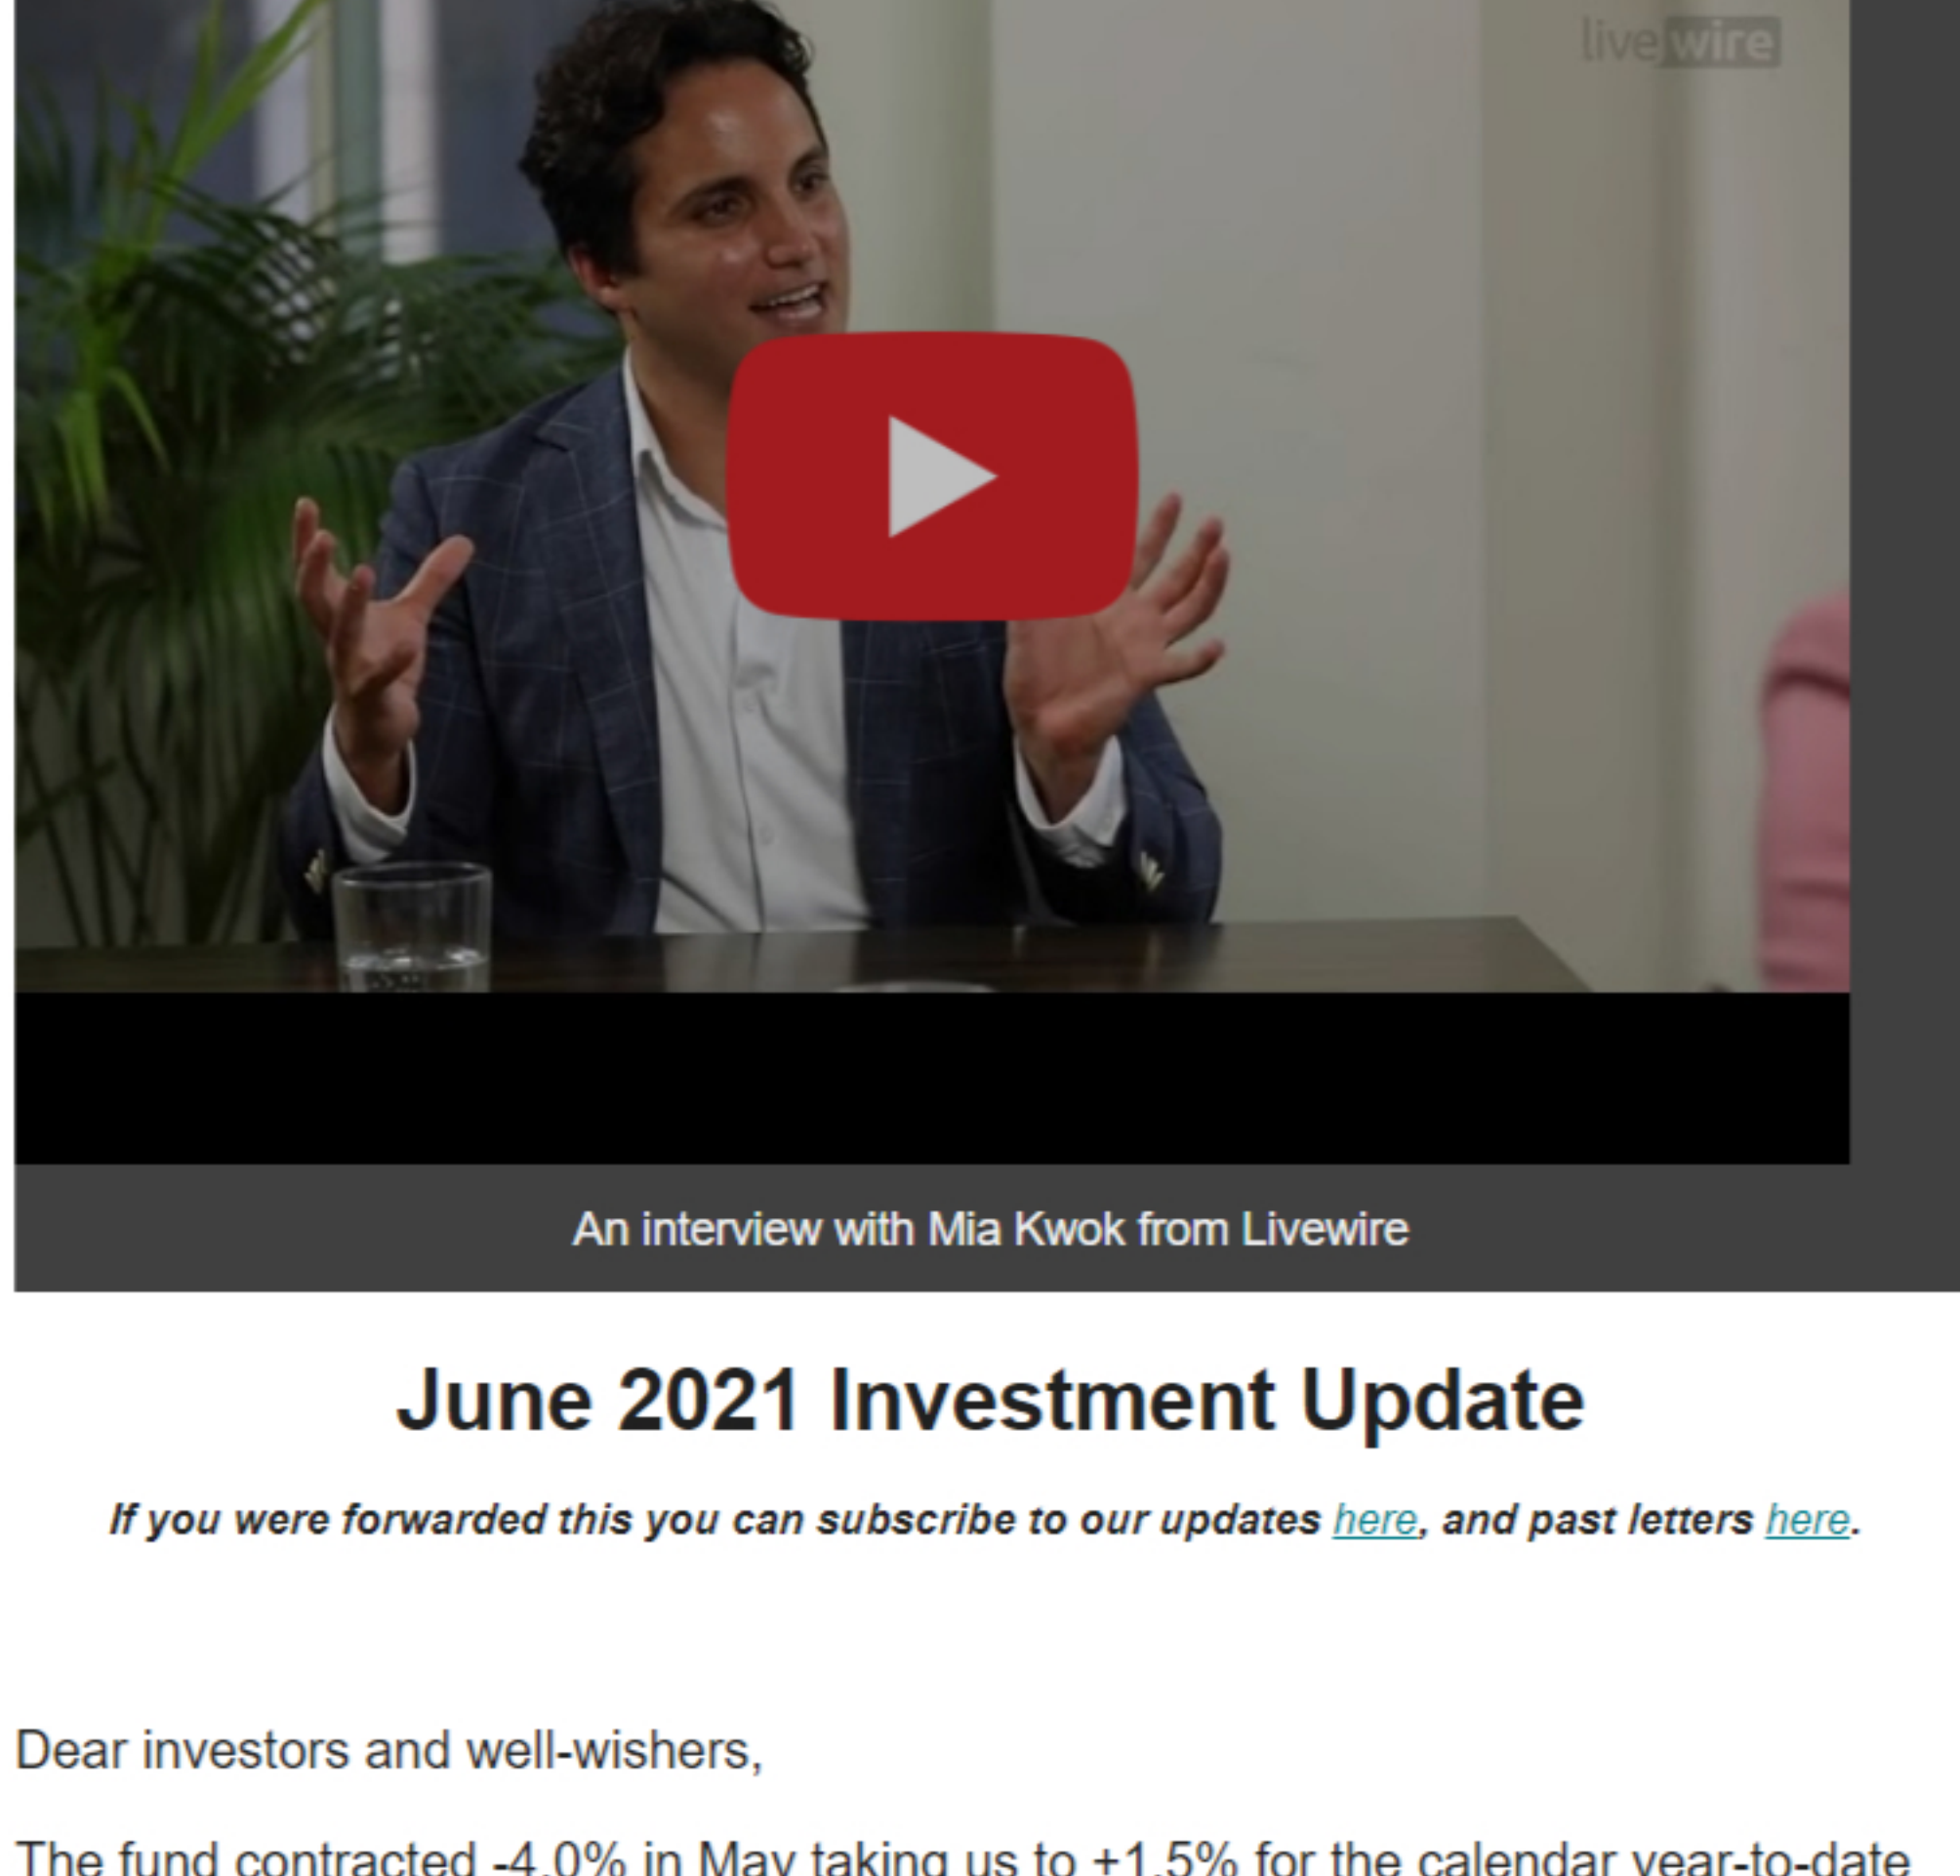 livewire
An interview with Mia Kwok from Livewire
June 2021 Investment Update
If you were forwarded this you can subscribe to our updates here, and past letters here.
Dear investors and well-wishers,
The fund contracted -4.0% in May taking us to +1.5% for the calendar year-to-date